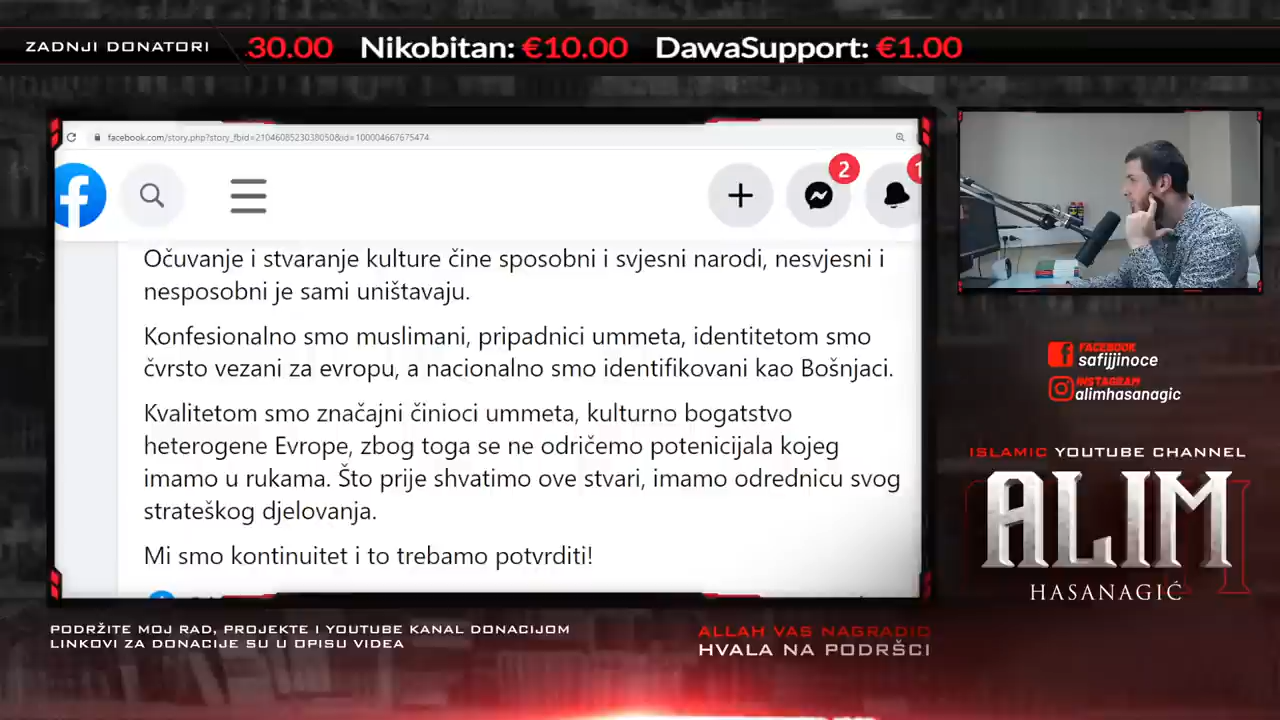 ZADNJI DONATORI
30.00 Nikobitan: €10.00 DawaSupport: €1.00
facebook.com/story.php?story_fbid=2104608523038050&id=100004667675474
2
1
Očuvanje i stvaranje kulture čine sposobni i svjesni narodi, nesvjesni i
nesposobni je sami uništavaju.
Konfesionalno smo muslimani, pripadnici ummeta, identitetom smo
čvrsto vezani za evropu, a nacionalno smo identifikovani kao Bošnjaci.
Kvalitetom smo značajni činioci ummeta, kulturno bogatstvo
heterogene Evrope, zbog toga se ne odričemo potenicijala kojeg
imamo u rukama. Što prije shvatimo ove stvari, imamo odrednicu svog
strateškog djelovanja.
Mi smo kontinuitet i to trebamo potvrditi!
FACEBOOK
safijjinoce
INSTAGRAM
alimhasanagic
ISLAMIC YOUTUBE CHANNEL
ALIM
HASANAGIĆ
PODRŽITE MOJ RAD, PROJEKTE I YOUTUBE KANAL DONACIJOM
LINKOVI ZA DONACIJE SU U OPISU VIDEA
ALLAH VAS NAGRADIO
HVALA NA PODRŠCI